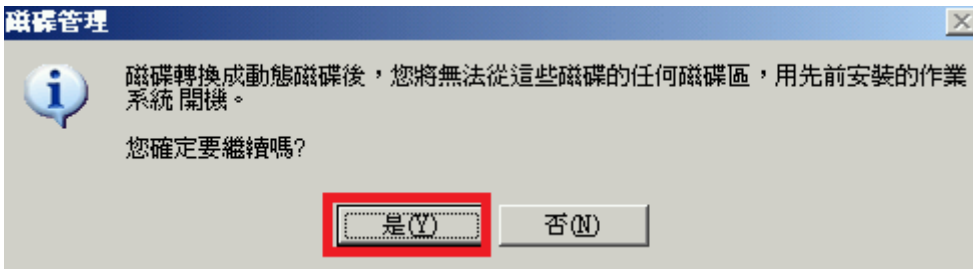 磁碟管理
磁碟轉換成動態磁碟後，您將無法從這些磁碟的任何磁碟區，用先前安裝的作業
系統 開機。
您確定要繼續嗎?
是(Y) 否(N)